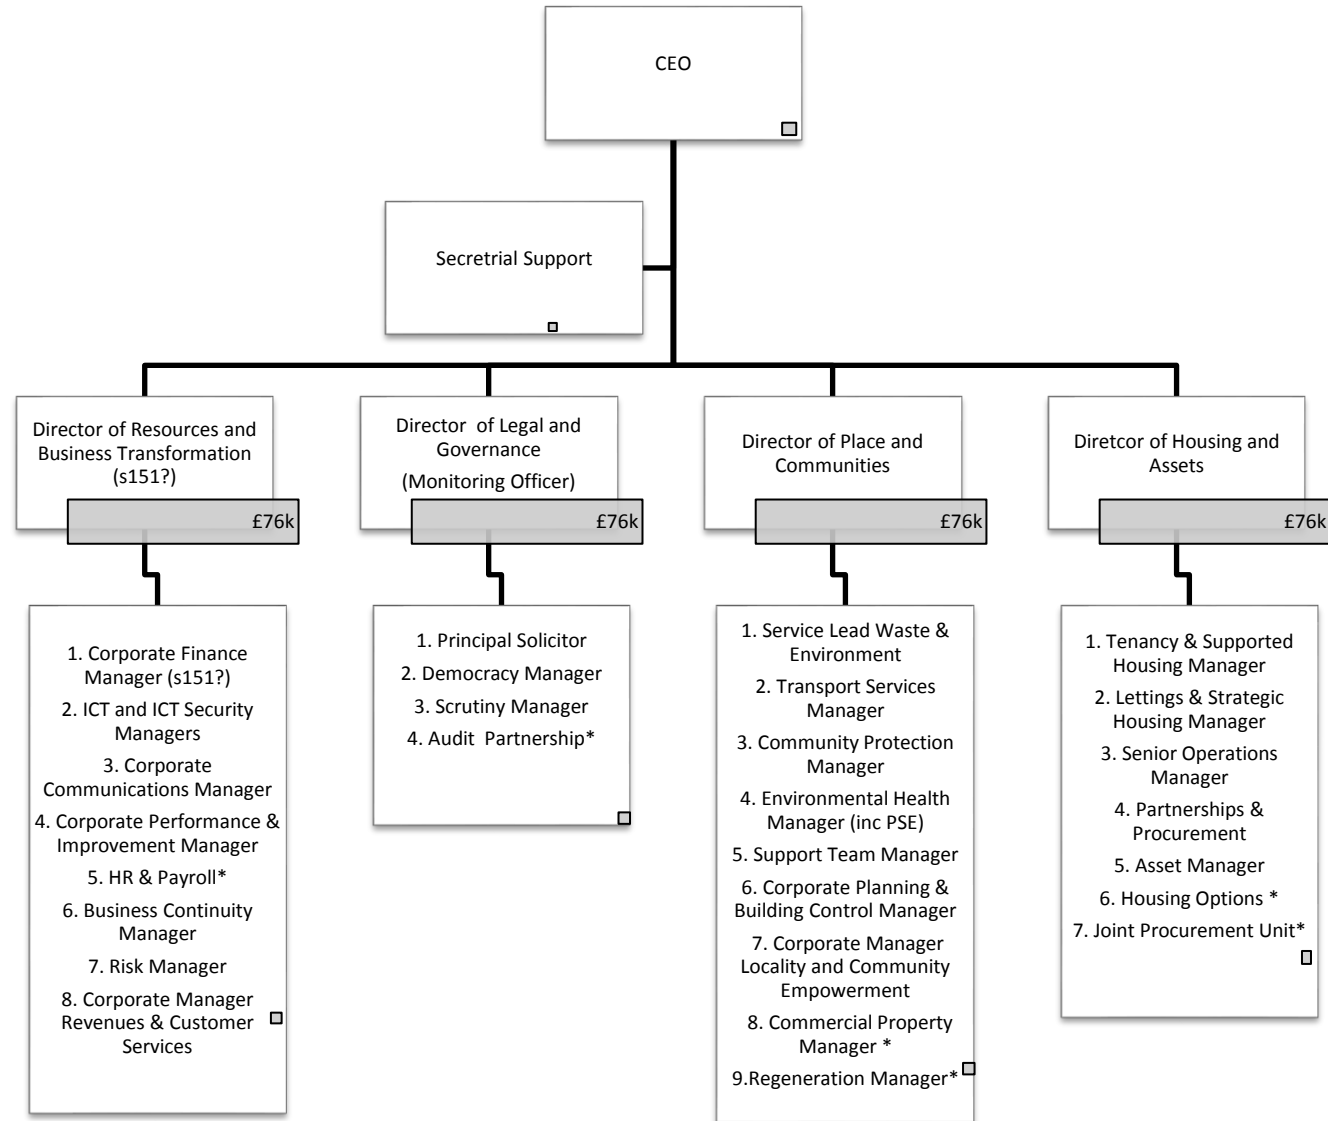 CEO
Secretrial Support
Director of Resources and
Business Transformation
(s151?)
£76k
Director  of Legal and
Governance
(Monitoring Officer)
£76k
Director of Place and
Communities
£76k
Diretcor of Housing and
Assets
£76k
1. Corporate Finance
Manager (s151?)
2. ICT and ICT Security
Managers
3. Corporate
Communications Manager
4. Corporate Performance &
Improvement Manager
5. HR & Payroll*
6. Business Continuity
Manager
7. Risk Manager
8. Corporate Manager
Revenues & Customer
Services
1. Principal Solicitor
2. Democracy Manager
3. Scrutiny Manager
4. Audit  Partnership*
1. Service Lead Waste &
Environment
2. Transport Services
Manager
3. Community Protection
Manager
4. Environmental Health
Manager (inc PSE)
5. Support Team Manager
6. Corporate Planning &
Building Control Manager
7. Corporate Manager
Locality and Community
Empowerment
8. Commercial Property
Manager *
9.Regeneration Manager*
1. Tenancy & Supported
Housing Manager
2. Lettings & Strategic
Housing Manager
3. Senior Operations
Manager
4. Partnerships &
Procurement
5. Asset Manager
6. Housing Options *
7. Joint Procurement Unit*